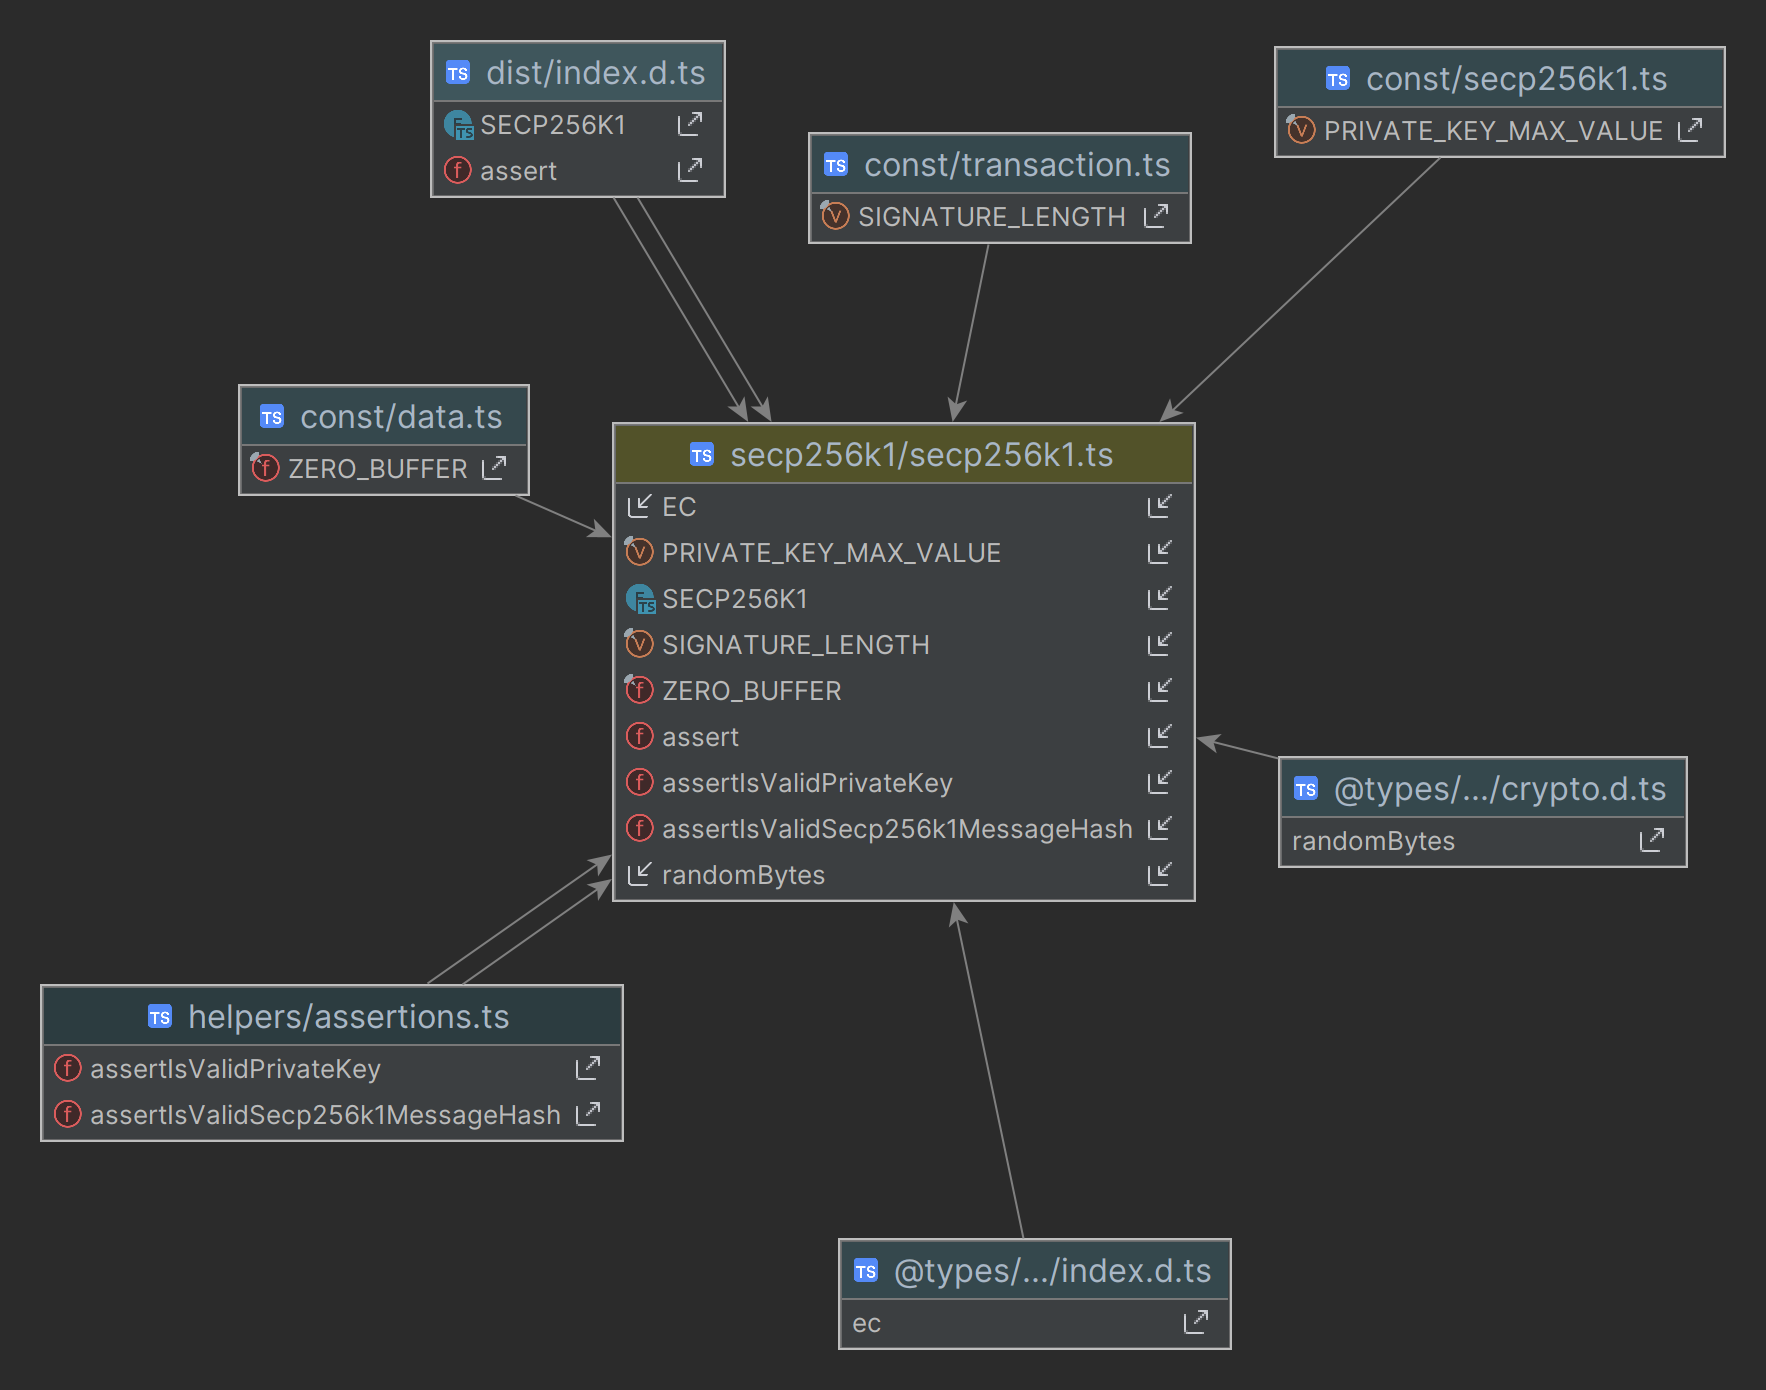 TS dist/index.d.ts
F TS SECP256K1
f assert
TS const/transaction.ts
V SIGNATURE_LENGTH
TS const/secp256k1.ts
V PRIVATE_KEY_MAX_VALUE
TS const/data.ts
f ZERO_BUFFER
TS secp256k1/secp256k1.ts
EC
V PRIVATE_KEY_MAX_VALUE
F TS SECP256K1
V SIGNATURE_LENGTH
f ZERO_BUFFER
f assert
f assertIsValidPrivateKey
f assertIsValidSecp256k1MessageHash
randomBytes
TS @types/.../crypto.d.ts
randomBytes
TS helpers/assertions.ts
f assertIsValidPrivateKey
f assertIsValidSecp256k1MessageHash
TS @types/.../index.d.ts
ec